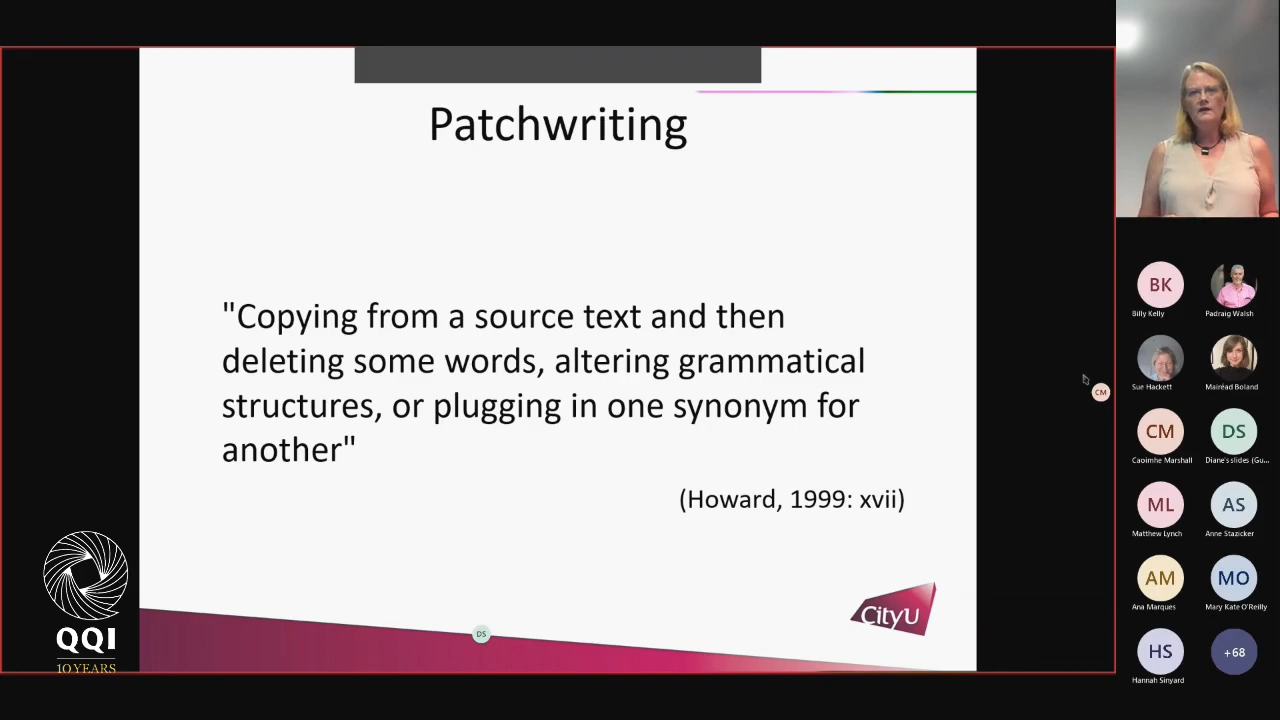 Patchwriting
"Copying from a source text and then
deleting some words, altering grammatical
structures, or plugging in one synonym for
another"
(Howard, 1999: xvii)
CityU
DS
QQI
10 YEARS
CM
BK
Billy Kelly
Padraig Walsh
Sue Hackett
Mairéad Boland
CM
DS
Caoimhe Marshall
Diane's slides (Gu...
ML
AS
Matthew Lynch
Anne Stazicker
AM
MO
Ana Marques
Mary Kate O'Reilly
HS
+68
Hannah Sinyard